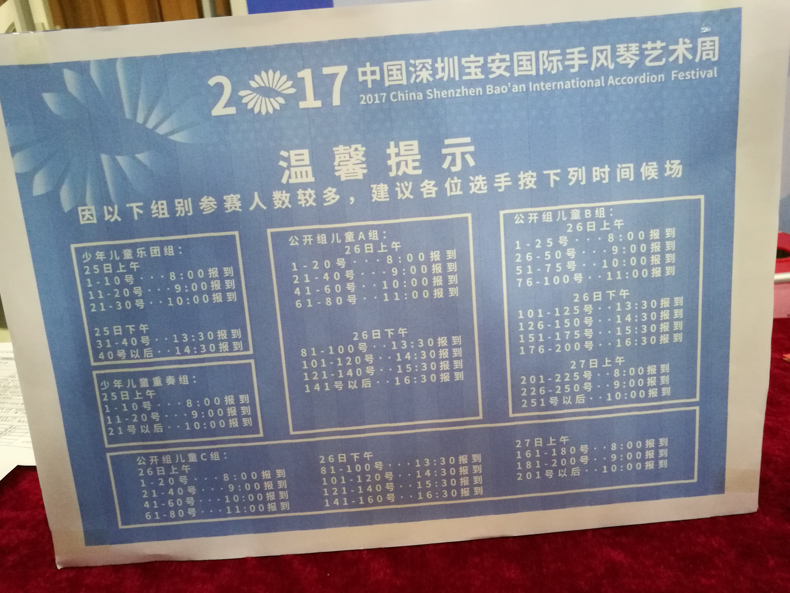 2017 中国深圳宝安国际手风琴艺术周
2017 China Shenzhen Bao'an International Accordion Festival
温馨提示
因以下组别参赛人数较多，建议各位选手按下列时间候场
少年儿童乐团组：
25日上午
1-10号···8:00报到
11-20号···9:00报到
21-30号··10:00报到
25日下午
31-40号··13:30报到
40号以后··14:30报到
少年儿童重奏组：
25日上午
1-10号···8:00报到
11-20号···9:00报到
21号以后··10:00报到
公开组儿童A组：
26日上午
1-20号····8:00报到
21-40号···9:00报到
41-60号··10:00报到
61-80号··11:00报到
26日下午
81-100号···13:30报到
101-120号··14:30报到
121-140号··15:30报到
141号以后··16:30报到
公开组儿童B组：
26日上午
1-25号···8:00报到
26-50号···9:00报到
51-75号··10:00报到
76-100号··11:00报到
26日下午
101-125号··13:30报到
126-150号··14:30报到
151-175号··15:30报到
176-200号··16:30报到
27日上午
201-225号··8:00报到
226-250号··9:00报到
251号以后··10:00报到
公开组儿童C组：
26日上午
1-20号···8:00报到
21-40号···9:00报到
41-60号··10:00报到
61-80号···11:00报到
26日下午
81-100号···13:30报到
101-120号··14:30报到
121-140号··15:30报到
141-160号··16:30报到
27日上午
161-180号··8:00报到
181-200号··9:00报到
201号以后··10:00报到